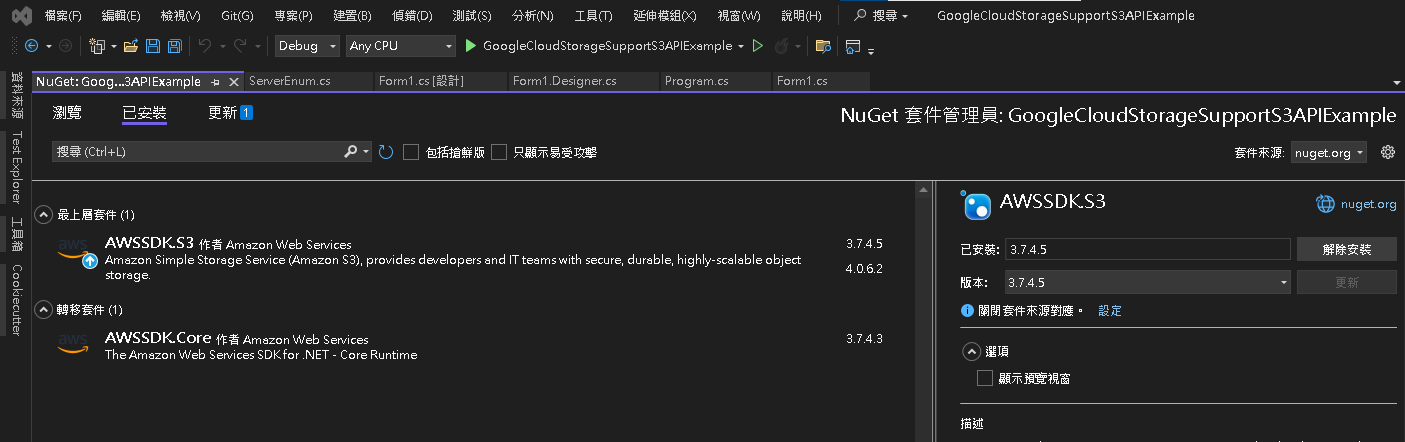 檔案(F) 編輯(E) 檢視(V) Git(G) 專案(P) 建置(B) 偵錯(D) 測試(S) 分析(N) 工具(T) 延伸模組(X) 視窗(W) 說明(H) 搜尋 GoogleCloudStorageSupportS3APIExample
Debug Any CPU GoogleCloudStorageSupportS3APIExample
資料來源
Test Explorer
工具箱
Cookiecutter
NuGet: Goog...3APIExample ServerEnum.cs Form1.cs [設計] Form1.Designer.cs Program.cs Form1.cs
瀏覽 已安裝 更新 1
NuGet 套件管理員: GoogleCloudStorageSupportS3APIExample
搜尋 (Ctrl+L) 包括搶鮮版 只顯示易受攻擊
套件來源: nuget.org
最上層套件 (1)
AWSSDK.S3 作者 Amazon Web Services 3.7.4.5
Amazon Simple Storage Service (Amazon S3), provides developers and IT teams with secure, durable, highly-scalable object 4.0.6.2
storage.
轉移套件 (1)
AWSSDK.Core 作者 Amazon Web Services 3.7.4.3
The Amazon Web Services SDK for .NET - Core Runtime
AWSSDK.S3 nuget.org
已安裝: 3.7.4.5 解除安裝
版本: 3.7.4.5 更新
關閉套件來源對應。 設定
選項
顯示預覽視窗
描述